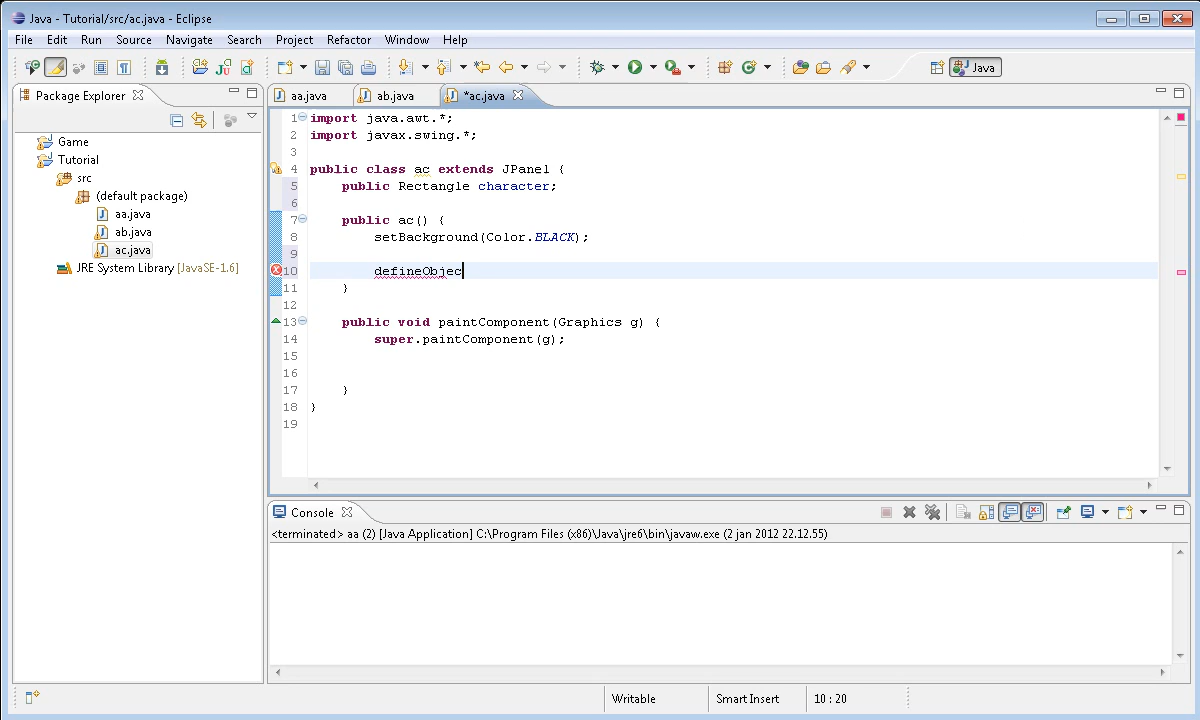 Java - Tutorial/src/ac.java - Eclipse
File Edit Run Source Navigate Search Project Refactor Window Help
Java
Package Explorer
Game
Tutorial
src
(default package)
aa.java
ab.java
ac.java
JRE System Library [JavaSE-1.6]
aa.java ab.java *ac.java
1 import java.awt.*;
2 import javax.swing.*;
3
4 public class ac extends JPanel {
5 public Rectangle character;
6
7 public ac() {
8 setBackground(Color.BLACK);
9
10 defineObjec
11 }
12
13 public void paintComponent(Graphics g) {
14 super.paintComponent(g);
15
16
17 }
18 }
19
Console
<terminated> aa (2) [Java Application] C:\Program Files (x86)\Java\jre6\bin\javaw.exe (2 jan 2012 22.12.55)
Writable Smart Insert 10 : 20